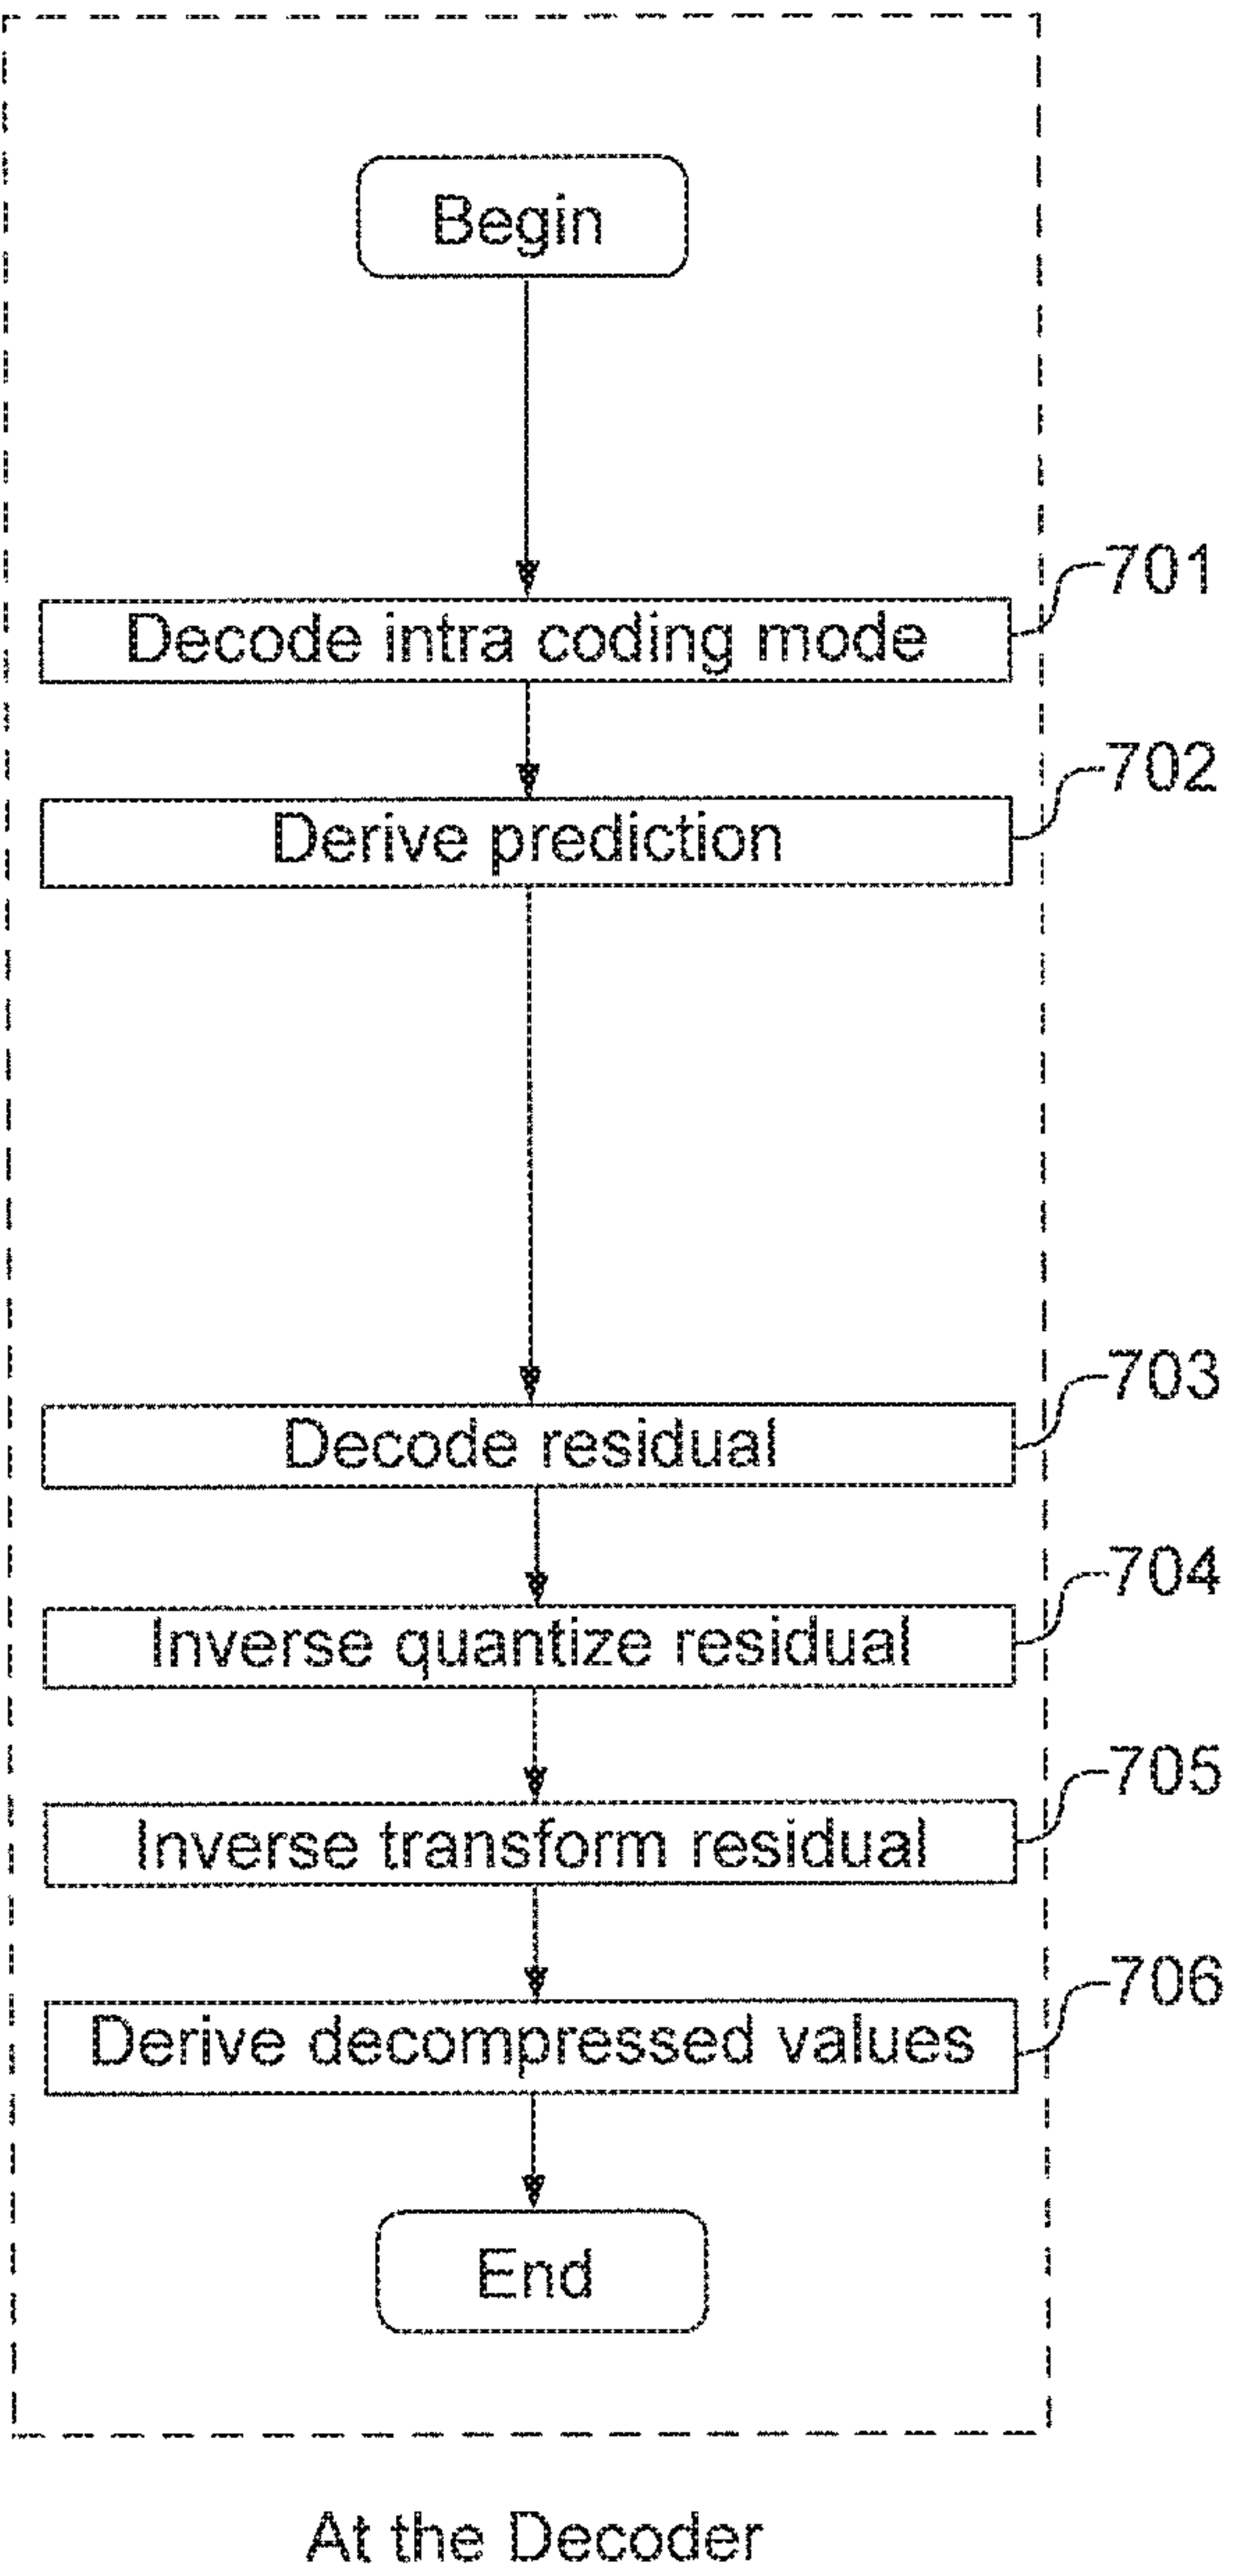 Begin
Decode intra coding mode
701
Derive prediction
702
Decode residual
703
Inverse quantize residual
704
Inverse transform residual
705
Derive decompressed values
706
End
At the Decoder